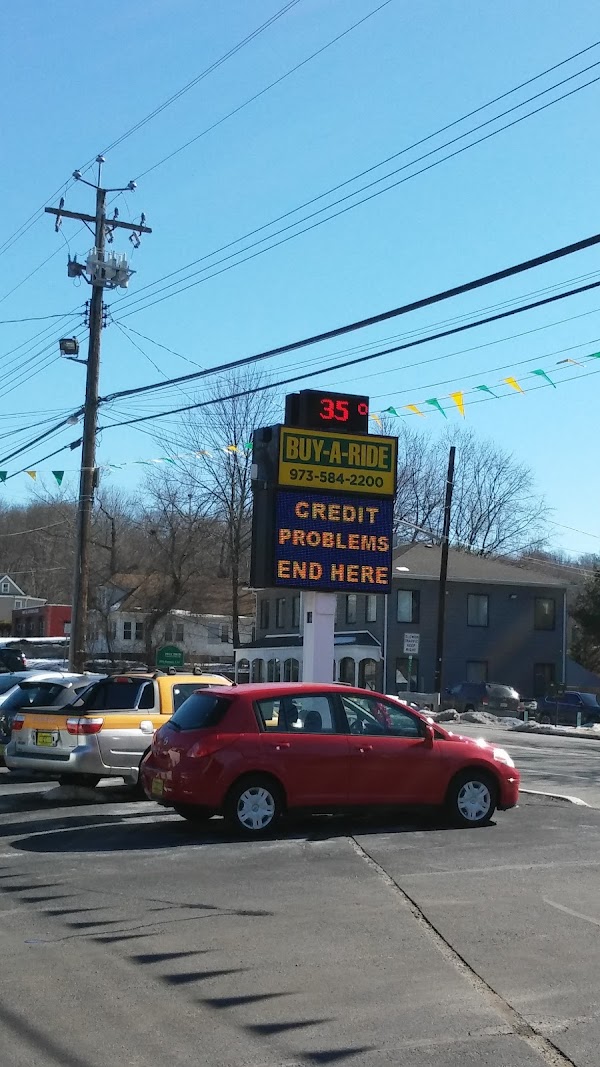 35°
BUY-A-RIDE
973-584-2200
CREDIT
PROBLEMS
END HERE